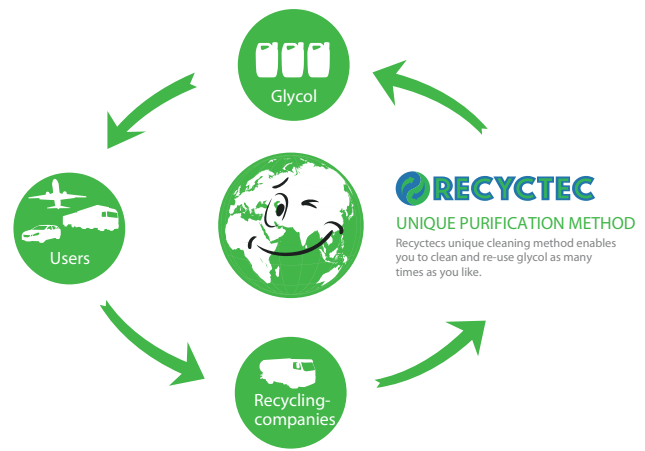 Glycol
RECYCTEC
UNIQUE PURIFICATION METHOD
Recyctecs unique cleaning method enables
you to clean and re-use glycol as many
times as you like.
Users
Recycling-
companies